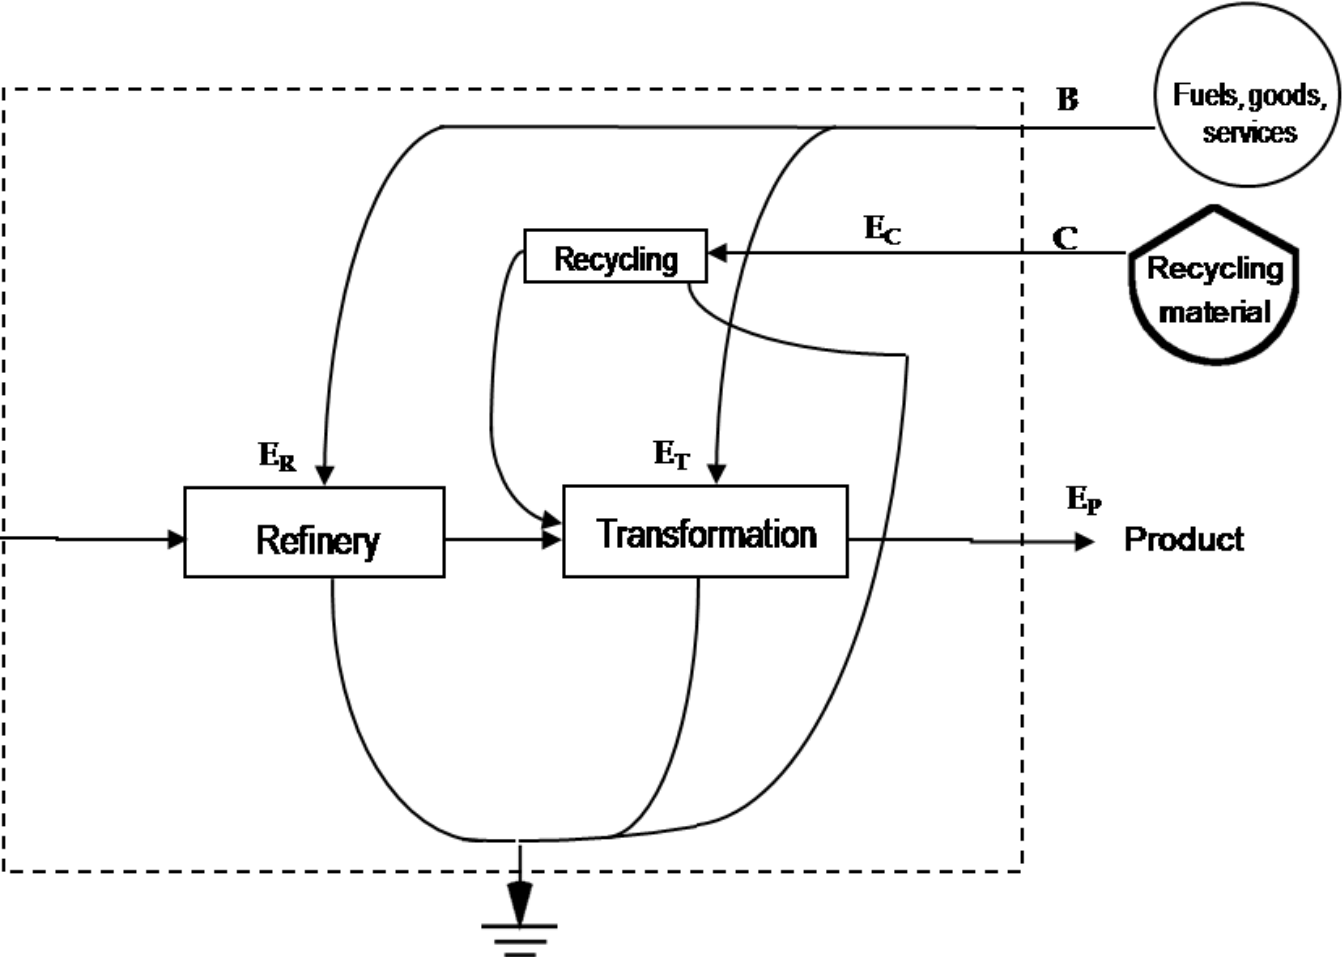 B
Fuels, goods,
services
Recycling
E_C
C
Recycling
material
E_R
E_T
E_P
Refinery
Transformation
Product